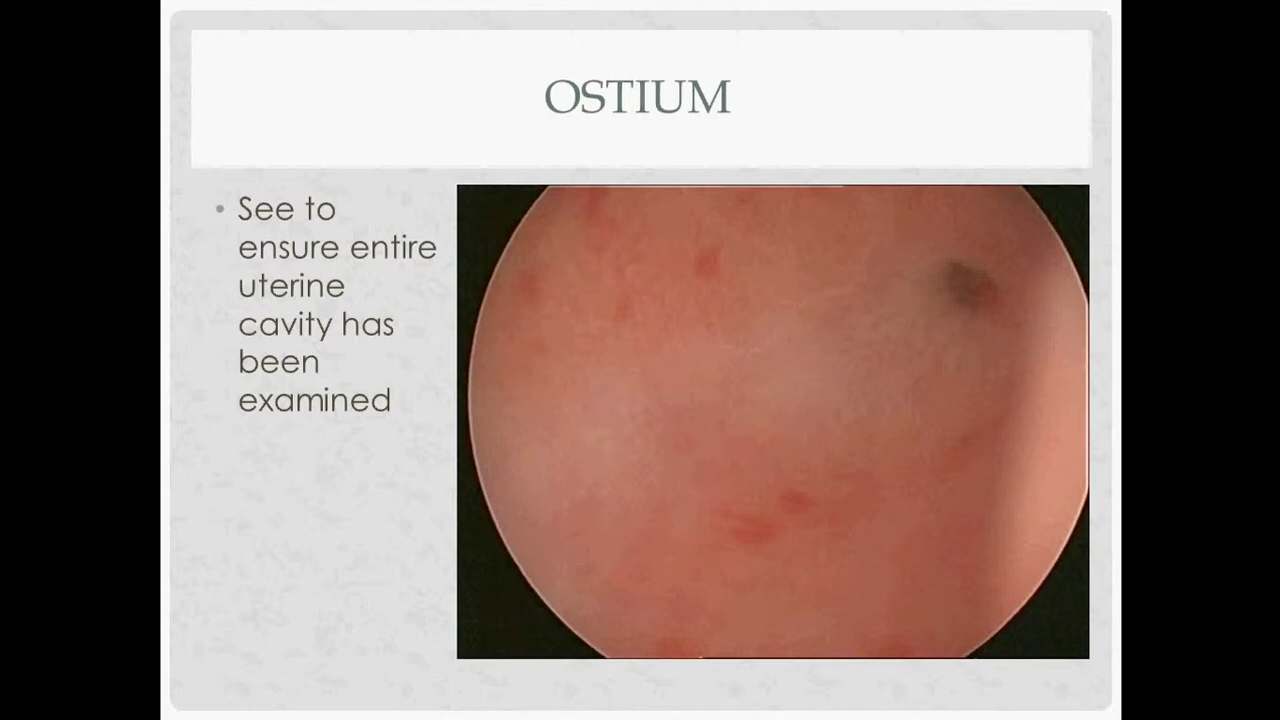 OSTIUM
• See to
ensure entire
uterine
cavity has
been
examined